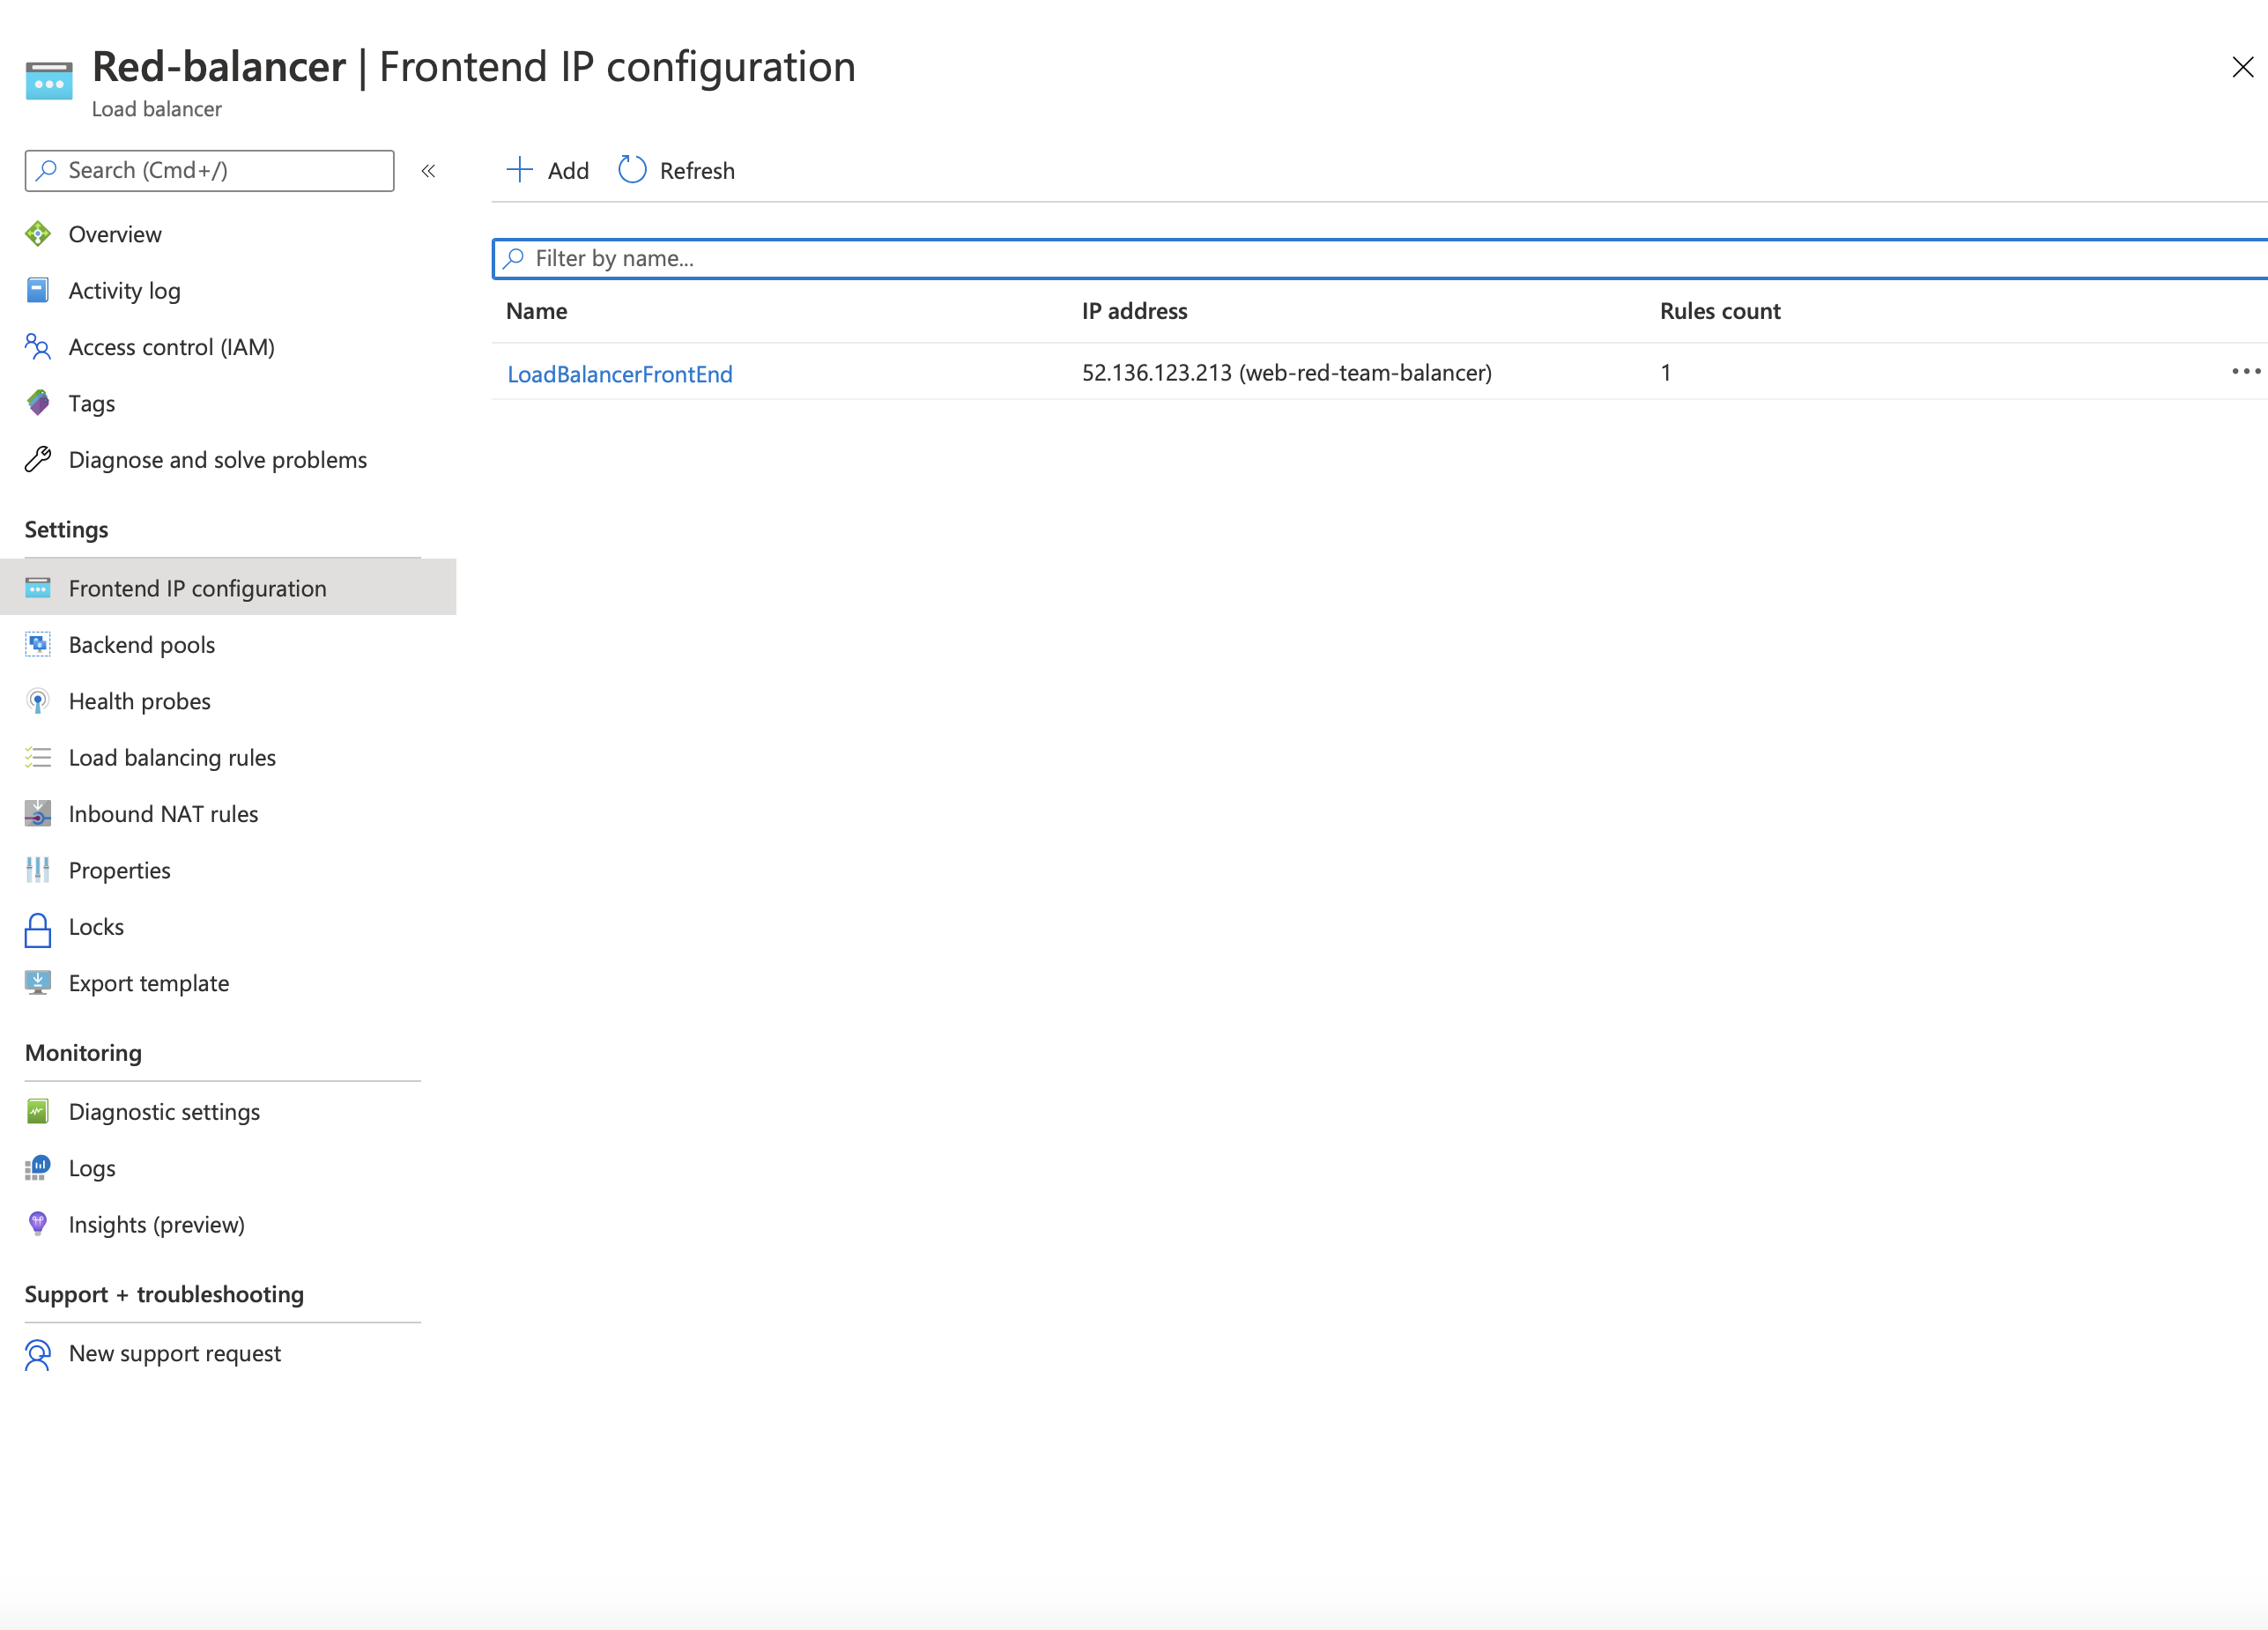 Red-balancer | Frontend IP configuration
Load balancer
Search (Cmd+/)
«
Add
Refresh
Overview
Activity log
Access control (IAM)
Tags
Diagnose and solve problems
Settings
Frontend IP configuration
Backend pools
Health probes
Load balancing rules
Inbound NAT rules
Properties
Locks
Export template
Monitoring
Diagnostic settings
Logs
Insights (preview)
Support + troubleshooting
New support request
Filter by name...
Name IP address Rules count
LoadBalancerFrontEnd 52.136.123.213 (web-red-team-balancer) 1